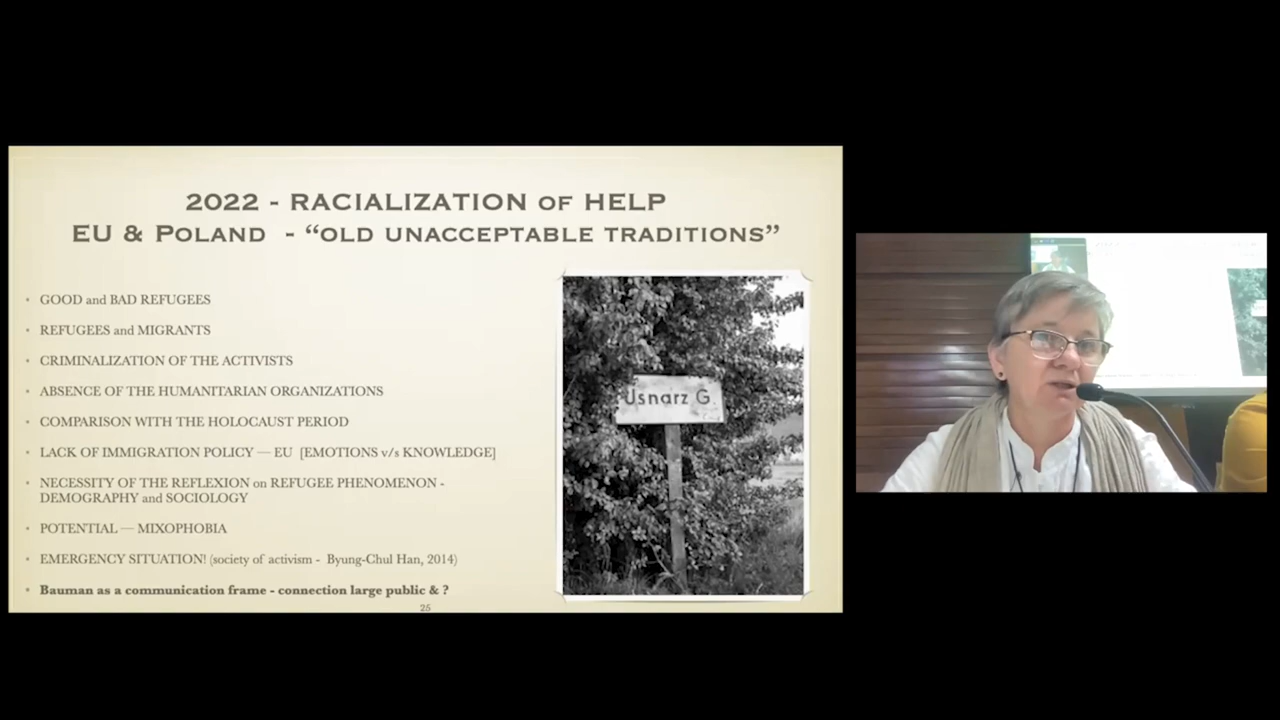 2022 - RACIALIZATION OF HELP
EU & POLAND - “OLD UNACCEPTABLE TRADITIONS”
• GOOD and BAD REFUGEES
• REFUGEES and MIGRANTS
• CRIMINALIZATION OF THE ACTIVISTS
• ABSENCE OF THE HUMANITARIAN ORGANIZATIONS
• COMPARISON WITH THE HOLOCAUST PERIOD
• LACK OF IMMIGRATION POLICY — EU [EMOTIONS v/s KNOWLEDGE]
• NECESSITY OF THE REFLEXION on REFUGEE PHENOMENON -
DEMOGRAPHY and SOCIOLOGY
• POTENTIAL — MIXOPHOBIA
• EMERGENCY SITUATION! (society of activism - Byung-Chul Han, 2014)
• Bauman as a communication frame - connection large public & ?
25
Usnarz G.